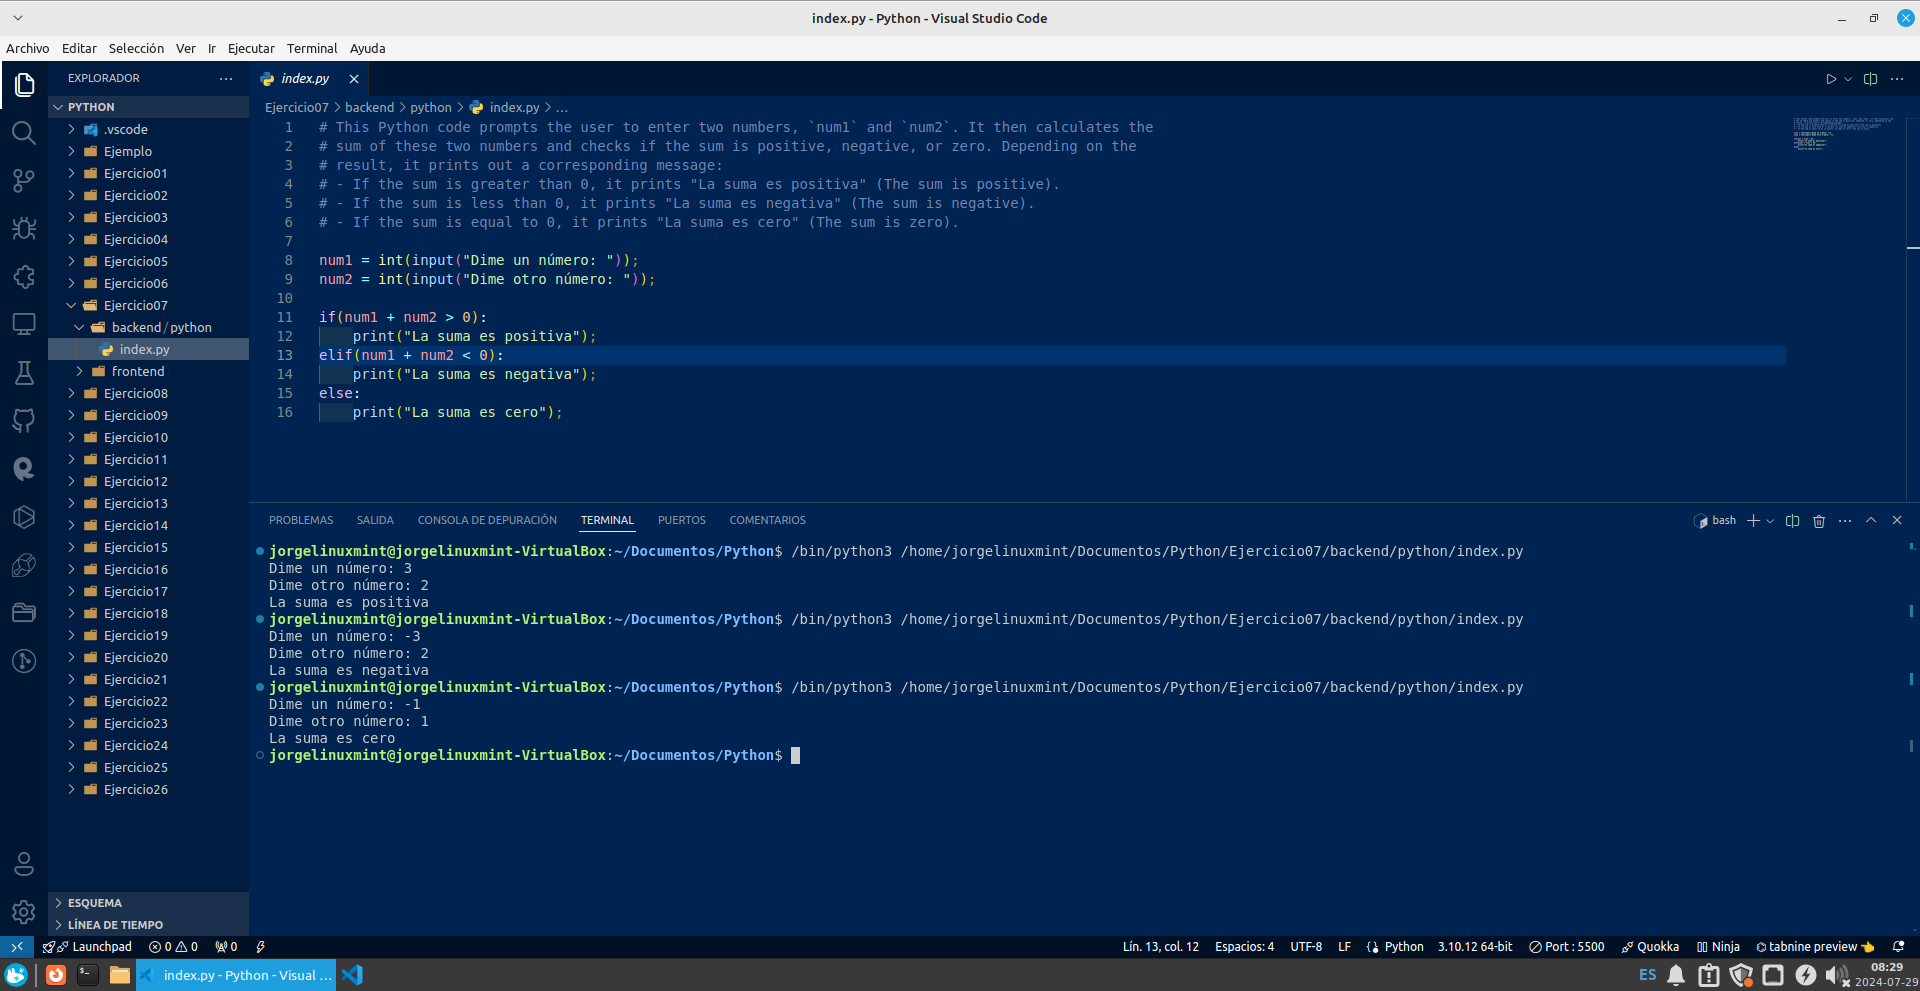 index.py - Python - Visual Studio Code
Archivo Editar Selección Ver Ir Ejecutar Terminal Ayuda
EXPLORADOR
PYTHON
.vscode
Ejemplo
Ejercicio01
Ejercicio02
Ejercicio03
Ejercicio04
Ejercicio05
Ejercicio06
Ejercicio07
backend/python
index.py
frontend
Ejercicio08
Ejercicio09
Ejercicio10
Ejercicio11
Ejercicio12
Ejercicio13
Ejercicio14
Ejercicio15
Ejercicio16
Ejercicio17
Ejercicio18
Ejercicio19
Ejercicio20
Ejercicio21
Ejercicio22
Ejercicio23
Ejercicio24
Ejercicio25
Ejercicio26
ESQUEMA
LÍNEA DE TIEMPO
index.py
Ejercicio07 > backend > python > index.py > ...
1 # This Python code prompts the user to enter two numbers, `num1` and `num2`. It then calculates the
2 # sum of these two numbers and checks if the sum is positive, negative, or zero. Depending on the
3 # result, it prints out a corresponding message:
4 # - If the sum is greater than 0, it prints "La suma es positiva" (The sum is positive).
5 # - If the sum is less than 0, it prints "La suma es negativa" (The sum is negative).
6 # - If the sum is equal to 0, it prints "La suma es cero" (The sum is zero).
7
8 num1 = int(input("Dime un número: "));
9 num2 = int(input("Dime otro número: "));
10
11 if(num1 + num2 > 0):
12     print("La suma es positiva");
13 elif(num1 + num2 < 0):
14     print("La suma es negativa");
15 else:
16     print("La suma es cero");
PROBLEMAS SALIDA CONSOLA DE DEPURACIÓN TERMINAL PUERTOS COMENTARIOS
bash
jorgelinuxmint@jorgelinuxmint-VirtualBox:~/Documentos/Python$ /bin/python3 /home/jorgelinuxmint/Documentos/Python/Ejercicio07/backend/python/index.py
Dime un número: 3
Dime otro número: 2
La suma es positiva
jorgelinuxmint@jorgelinuxmint-VirtualBox:~/Documentos/Python$ /bin/python3 /home/jorgelinuxmint/Documentos/Python/Ejercicio07/backend/python/index.py
Dime un número: -3
Dime otro número: 2
La suma es negativa
jorgelinuxmint@jorgelinuxmint-VirtualBox:~/Documentos/Python$ /bin/python3 /home/jorgelinuxmint/Documentos/Python/Ejercicio07/backend/python/index.py
Dime un número: -1
Dime otro número: 1
La suma es cero
jorgelinuxmint@jorgelinuxmint-VirtualBox:~/Documentos/Python$
Launchpad 0 0 0 Lín. 13, col. 12 Espacios: 4 UTF-8 LF Python 3.10.12 64-bit Port : 5500 Quokka Ninja tabnine preview
index.py - Python - Visual ... ES 08:29
2024-07-29